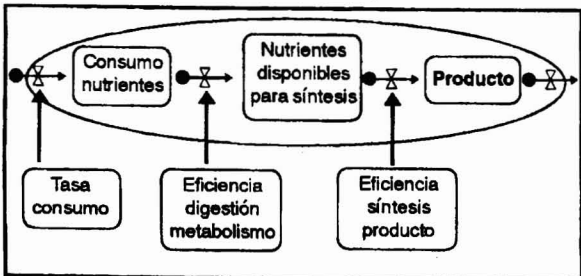 Consumo
nutrientes
Nutrientes
disponibles
para síntesis
Producto
Tasa
consumo
Eficiencia
digestión
metabolismo
Eficiencia
síntesis
producto